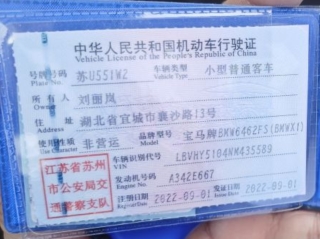 中华人民共和国机动车行驶证
Vehicle License of the People's Republic of China
号牌号码 苏U551W2 车辆类型 小型普通客车
Plate No. Vehicle Type
所有人 刘丽岚
Owner
住址 湖北省宜城市襄沙路13号
Address
使用性质 非营运 品牌型号 宝马牌BMW6462FS(BMWX1)
Use Character Model
江苏省苏州
市公安局交
通警察支队
车辆识别代号 LBVHY5104NM435589
VIN
发动机号码 A342E667
Engine No.
注册日期 2022-09-01 发证日期 2022-09-01
Register Date Issue Date